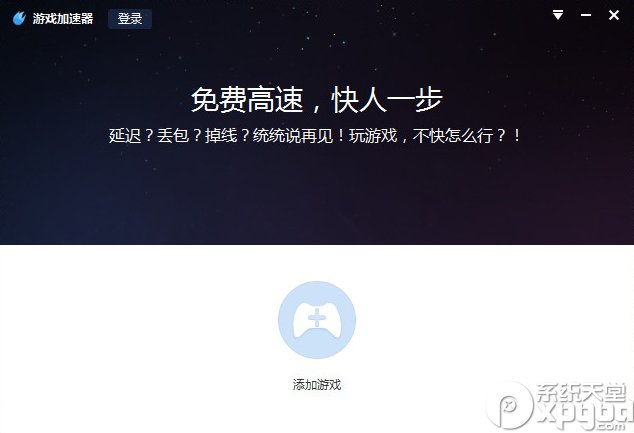 游戏加速器 登录
免费高速，快人一步
延迟？丢包？掉线？统统说再见！玩游戏，不快怎么行？！
添加游戏
系统天堂
xpgod
.com